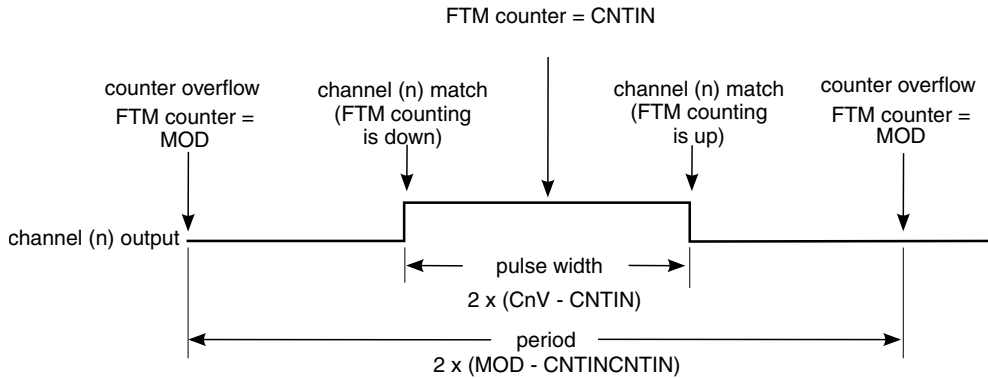 FTM counter = CNTIN
counter overflow
FTM counter =
MOD
channel (n) match
(FTM counting
is down)
channel (n) match
(FTM counting
is up)
counter overflow
FTM counter =
MOD
channel (n) output
pulse width
2 x (CnV - CNTIN)
period
2 x (MOD - CNTINCNTIN)